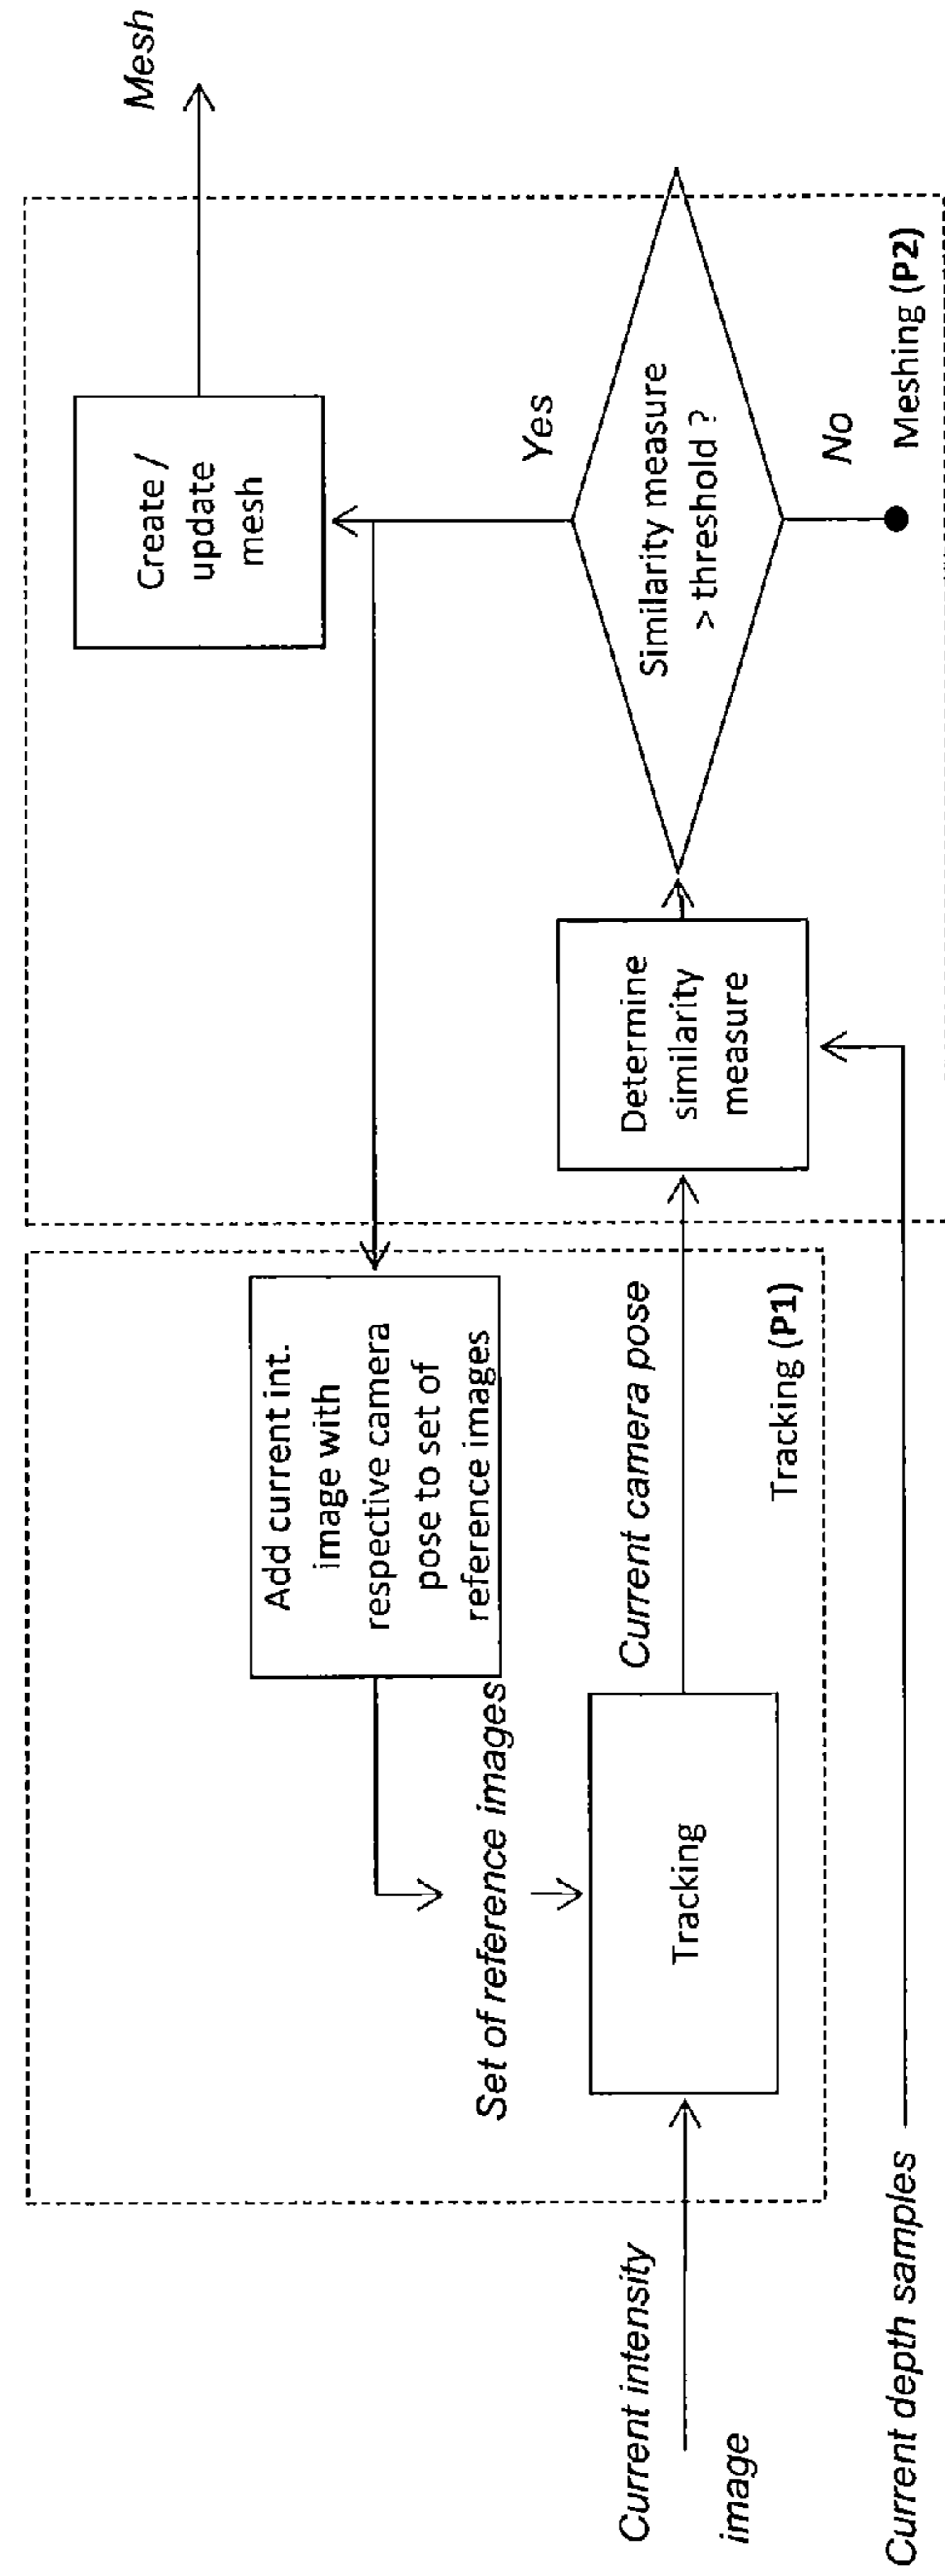 Current intensity
image
Current depth samples
Set of reference images
Tracking
Add current int.
image with
respective camera
pose to set of
reference images
Current camera pose
Tracking (P1)
Determine
similarity
measure
Create /
update
mesh
Similarity measure
> threshold ?
Yes
No
Meshing (P2)
Mesh